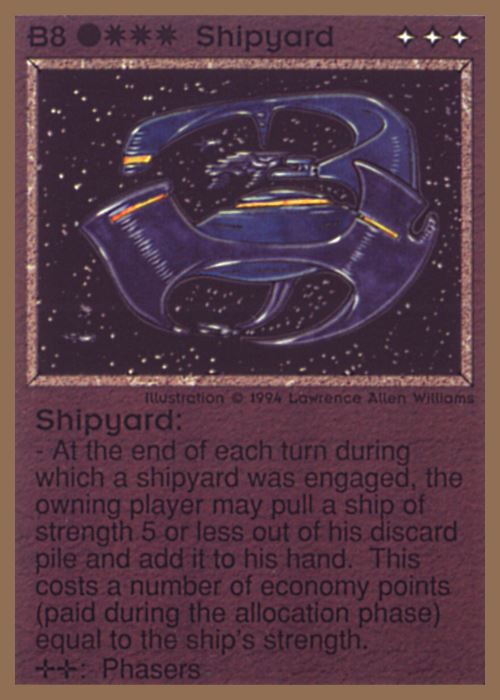 B8 Shipyard
Illustration © 1994 Lawrence Allen Williams
Shipyard:
- At the end of each turn during
which a shipyard was engaged, the
owning player may pull a ship of
strength 5 or less out of his discard
pile and add it to his hand. This
costs a number of economy points
(paid during the allocation phase)
equal to the ship's strength.
✢✢: Phasers